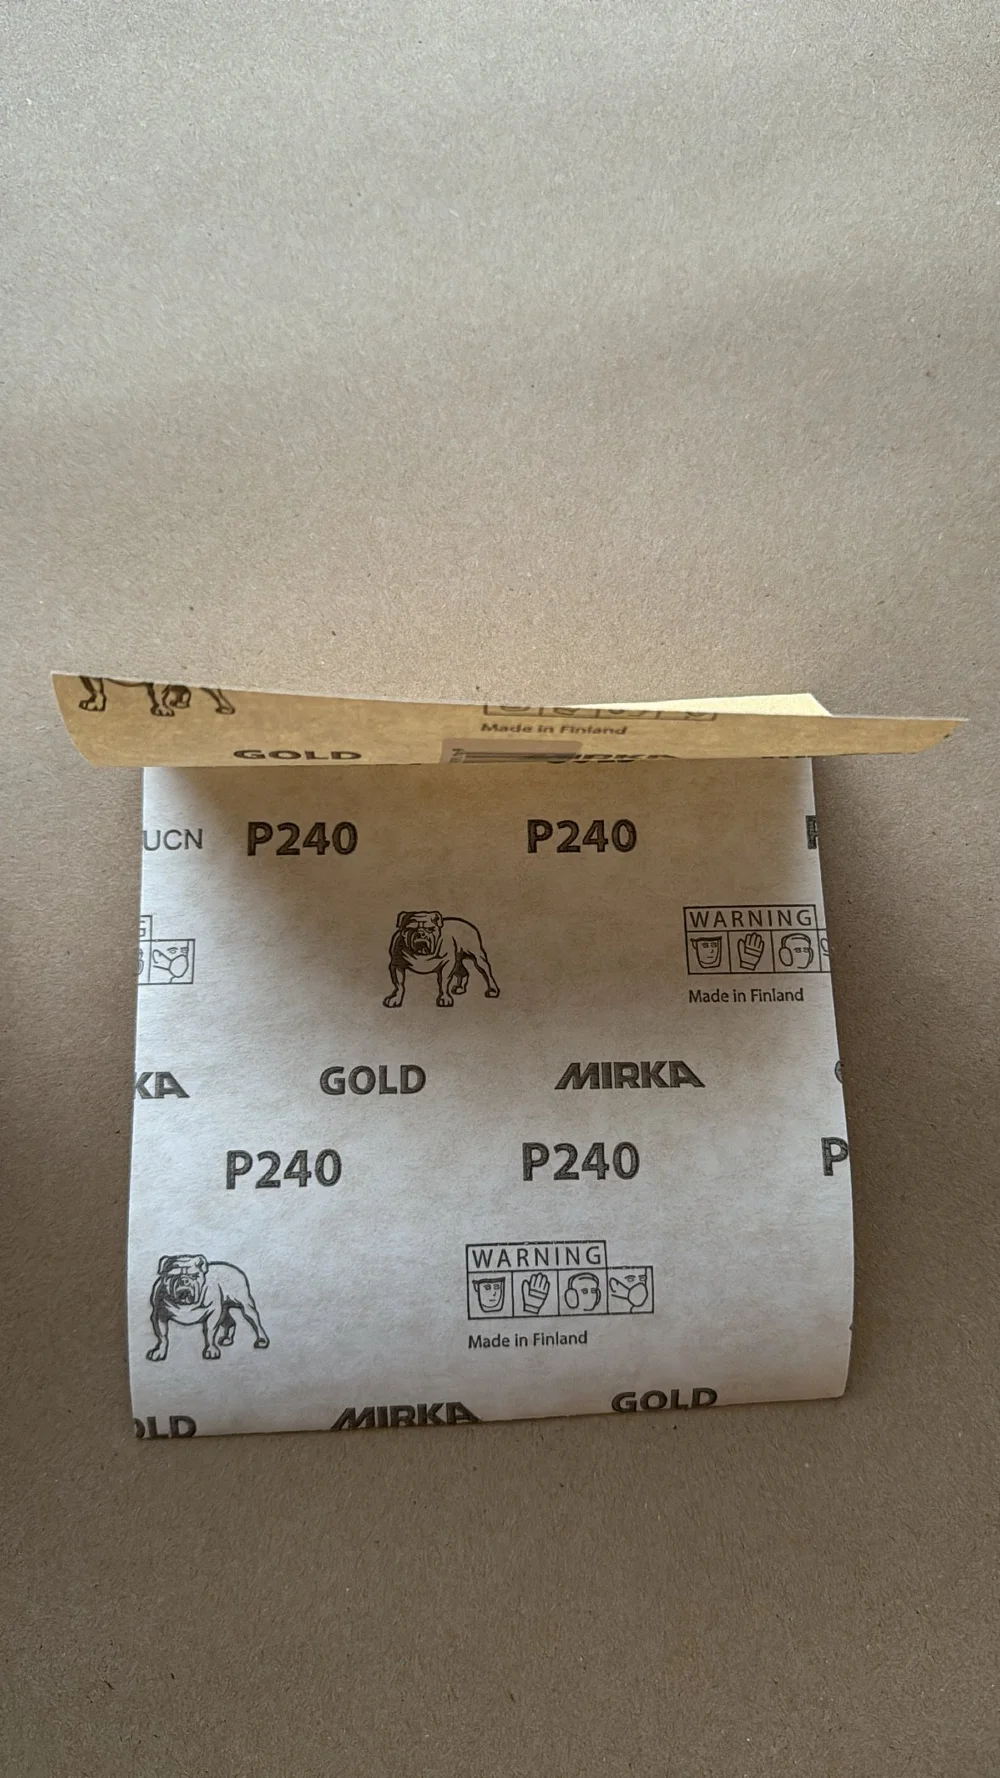 Made in Finland
GOLD
UCN P240 P240 P
WARNING
G
Made in Finland
KA GOLD MIRKA
P240 P240 P
WARNING
Made in Finland
OLD MIRKA GOLD